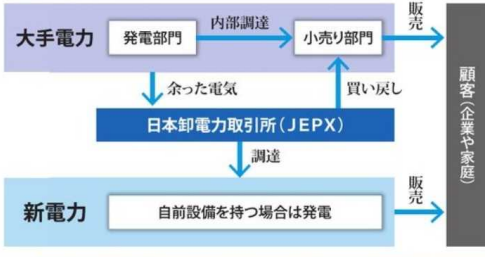 内部調達
販売
大手電力
発電部門
小売り部門
余った電気
買い戻し
日本卸電力取引所(JEPX)
調達
顧客(企業や家庭)
新電力
自前設備を持つ場合は発電
販売